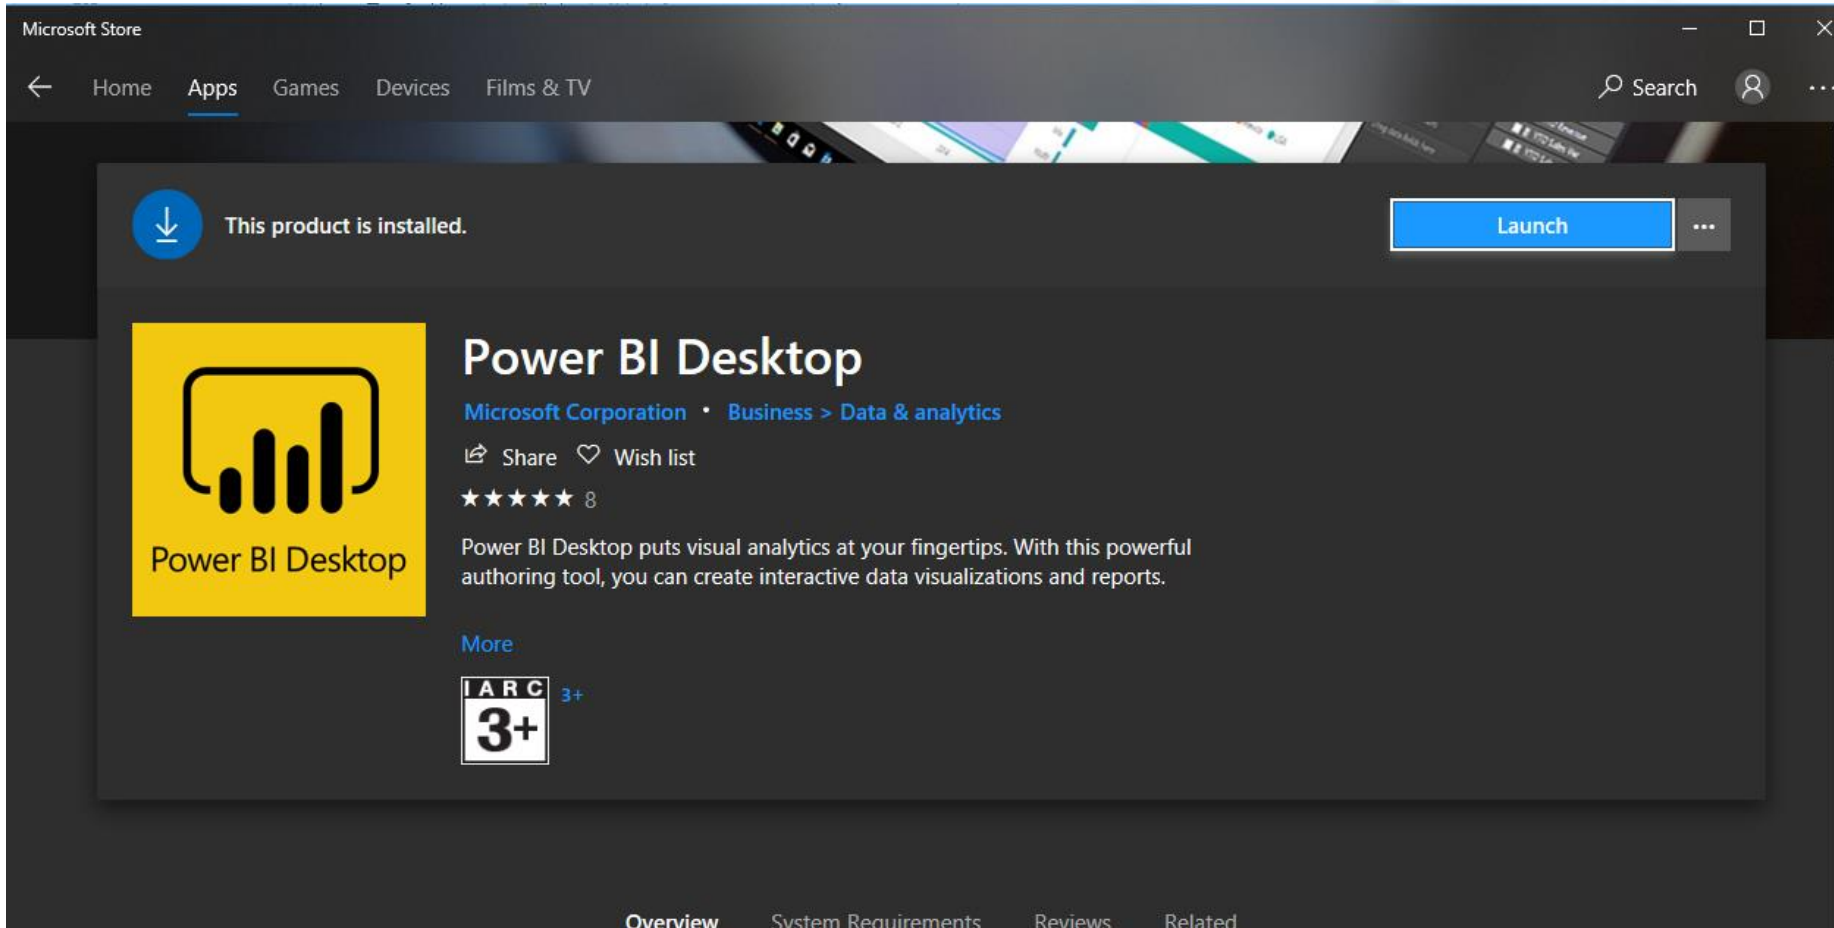 Microsoft Store
Home Apps Games Devices Films & TV Search
This product is installed. Launch
Power BI Desktop
Power BI Desktop
Microsoft Corporation • Business > Data & analytics
Share Wish list
8
Power BI Desktop puts visual analytics at your fingertips. With this powerful
authoring tool, you can create interactive data visualizations and reports.
More
IARC
3+
3+
Overview System Requirements Reviews Related